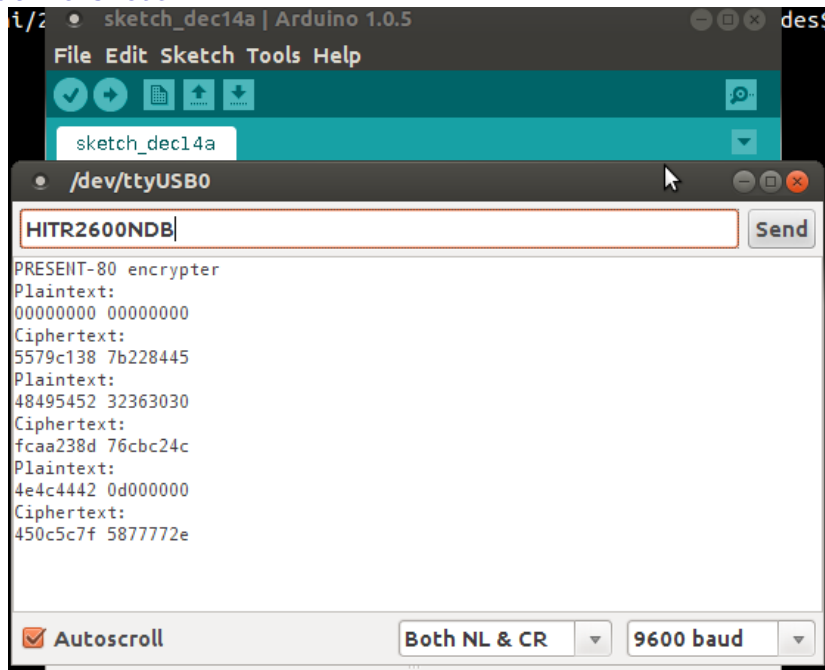 i/2 sketch_dec14a | Arduino 1.0.5 des
File Edit Sketch Tools Help
sketch_dec14a
/dev/ttyUSB0
HITR2600NDB
Send
PRESENT-80 encrypter
Plaintext:
00000000 00000000
Ciphertext:
5579c138 7b228445
Plaintext:
48495452 32363030
Ciphertext:
fcaa238d 76cbc24c
Plaintext:
4e4c4442 0d000000
Ciphertext:
450c5c7f 5877772e
Autoscroll
Both NL & CR
9600 baud